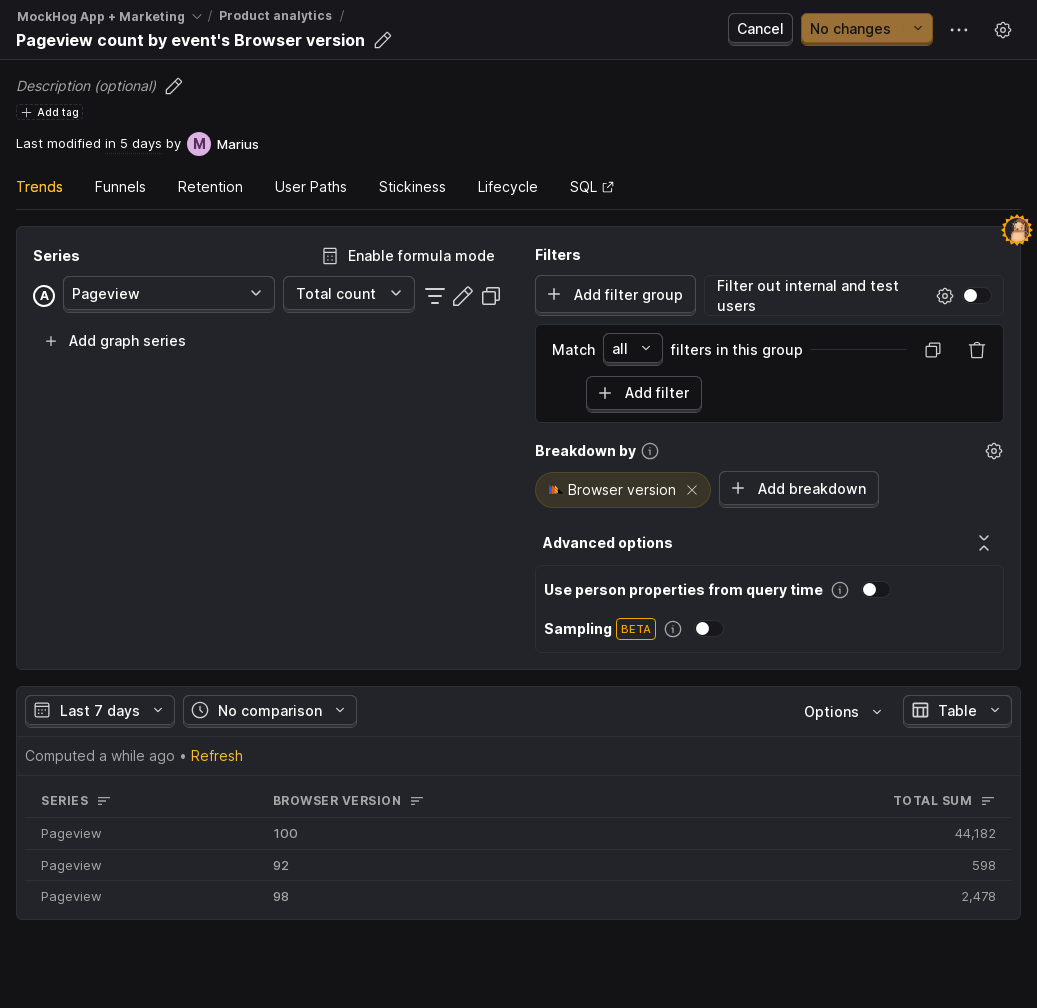 MockHog App + Marketing / Product analytics /
Pageview count by event's Browser version
Cancel
No changes
Description (optional)
Add tag
Last modified in 5 days by M Marius
Trends Funnels Retention User Paths Stickiness Lifecycle SQL
Series
Enable formula mode
A Pageview Total count
Add graph series
Filters
Add filter group
Filter out internal and test
users
Match all filters in this group
Add filter
Breakdown by
Browser version
Add breakdown
Advanced options
Use person properties from query time
Sampling BETA
Last 7 days No comparison Options Table
Computed a while ago • Refresh
SERIES BROWSER VERSION TOTAL SUM
Pageview 100 44,182
Pageview 92 598
Pageview 98 2,478